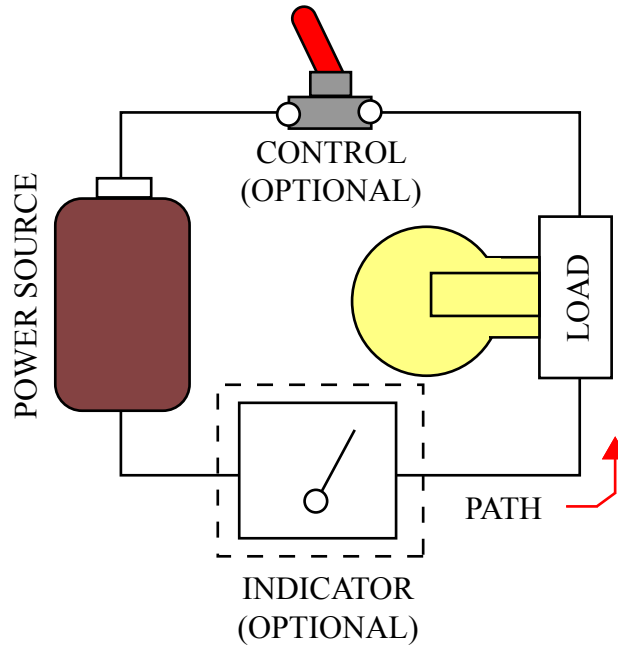 CONTROL
(OPTIONAL)
POWER SOURCE
LOAD
PATH
INDICATOR
(OPTIONAL)